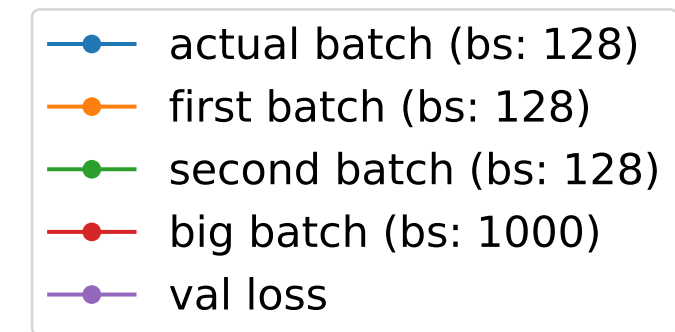 actual batch (bs: 128)
first batch (bs: 128)
second batch (bs: 128)
big batch (bs: 1000)
val loss